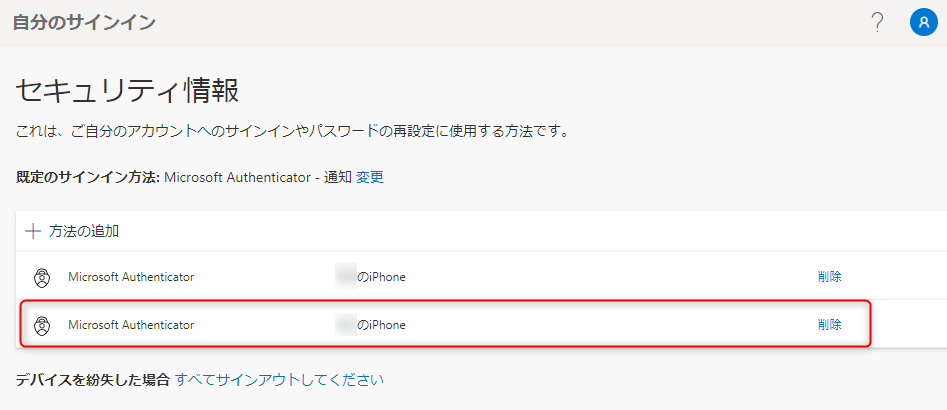 自分のサインイン ?
セキュリティ情報
これは、ご自分のアカウントへのサインインやパスワードの再設定に使用する方法です。
既定のサインイン方法: Microsoft Authenticator - 通知 変更
方法の追加
Microsoft Authenticator のiPhone 削除
Microsoft Authenticator のiPhone 削除
デバイスを紛失した場合 すべてサインアウトしてください